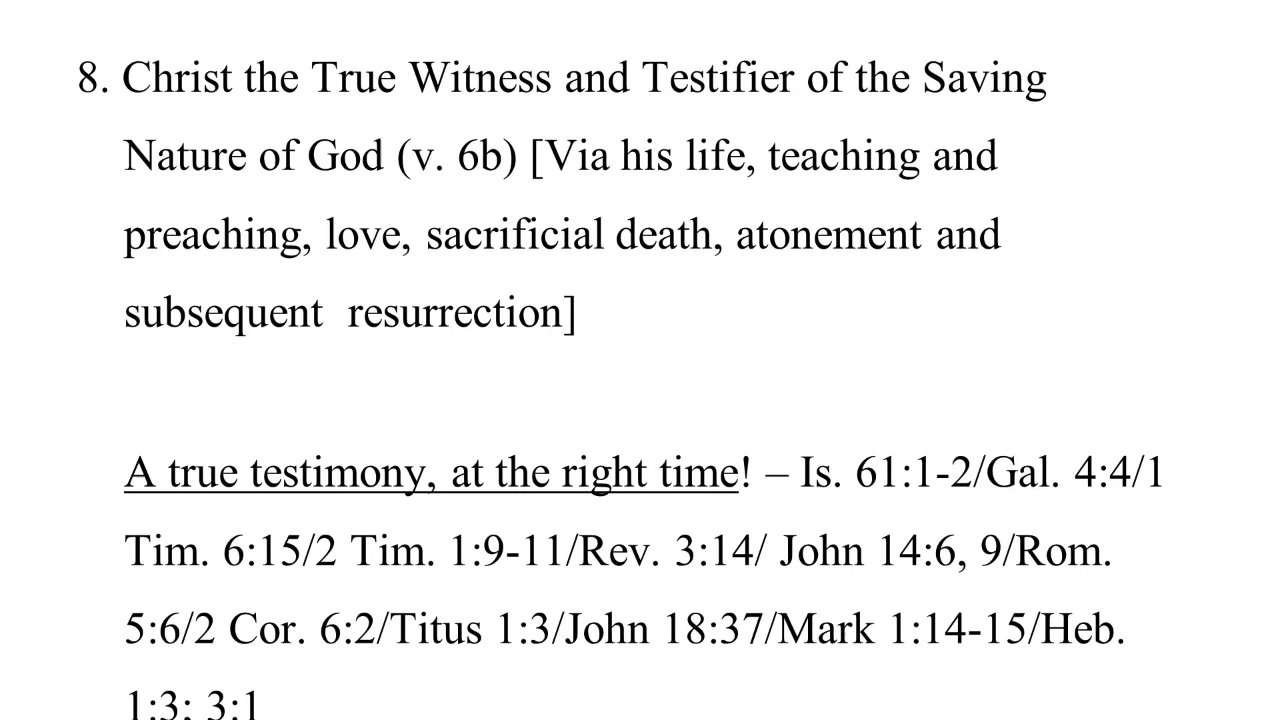 8. Christ the True Witness and Testifier of the Saving
Nature of God (v. 6b) [Via his life, teaching and
preaching, love, sacrificial death, atonement and
subsequent  resurrection]
A true testimony, at the right time! – Is. 61:1-2/Gal. 4:4/1
Tim. 6:15/2 Tim. 1:9-11/Rev. 3:14/ John 14:6, 9/Rom.
5:6/2 Cor. 6:2/Titus 1:3/John 18:37/Mark 1:14-15/Heb.
1:3; 3:1